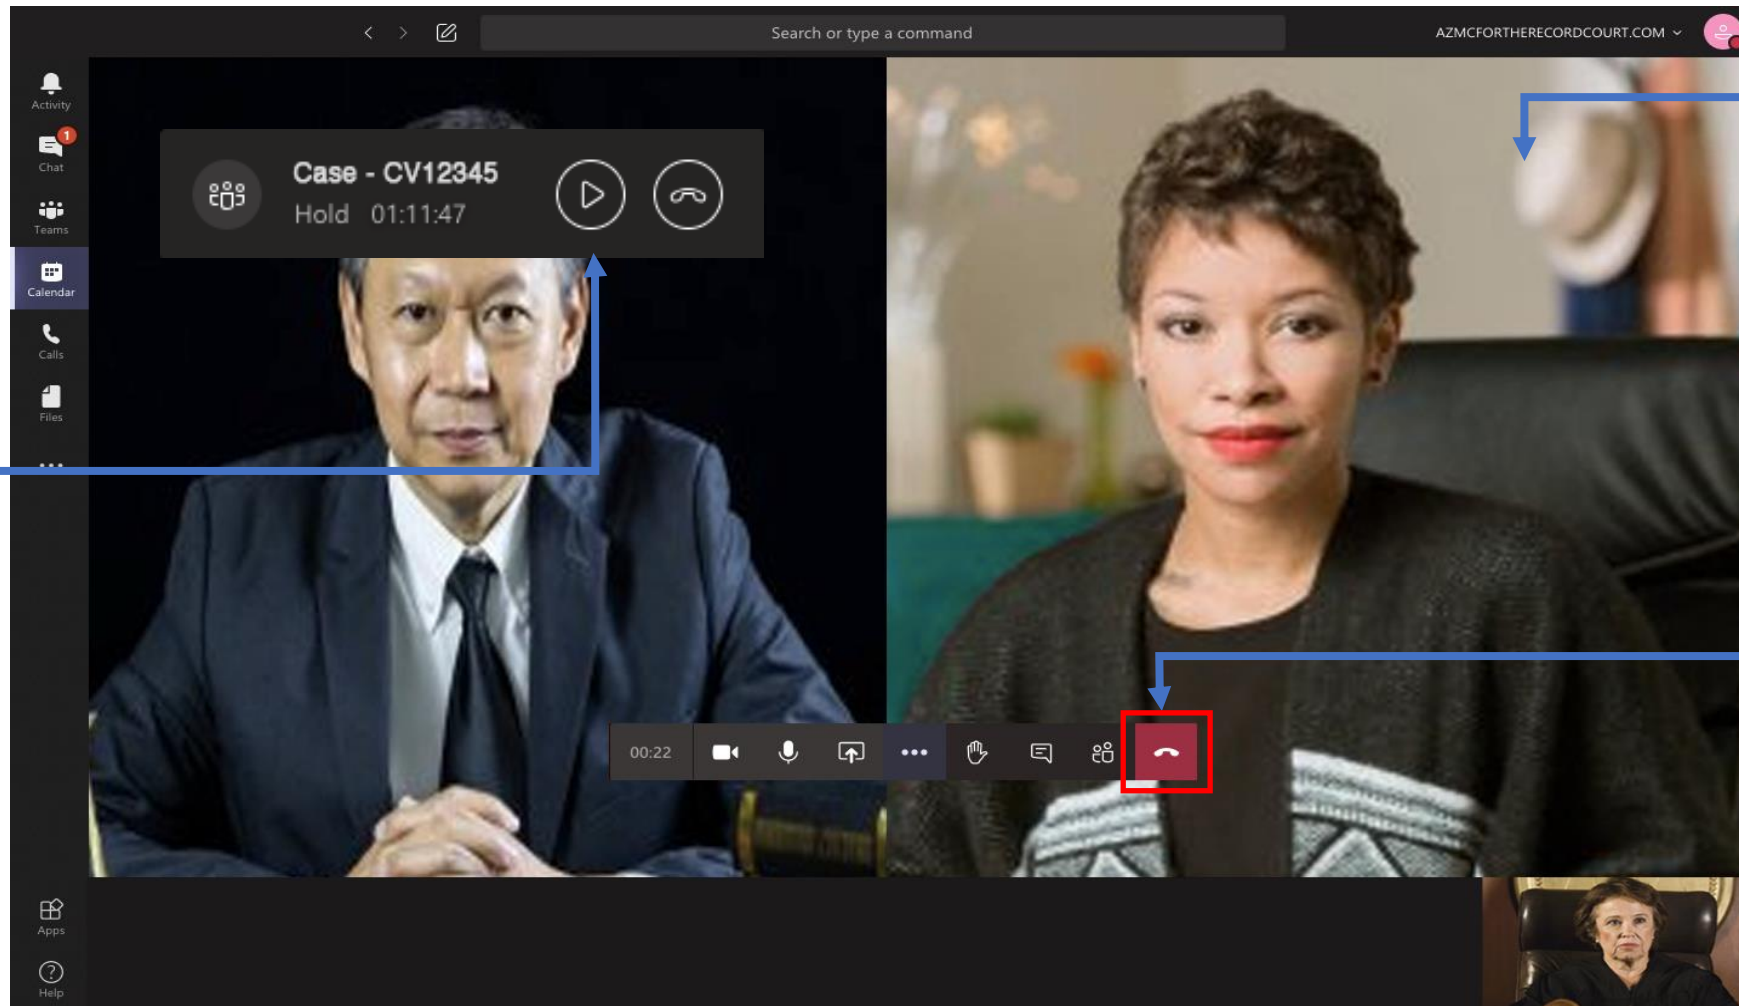 Search or type a command
AZMCFORTHERECORDCOURT.COM
Activity
1
Chat
Teams
Calendar
Calls
Files
Case - CV12345
Hold 01:11:47
00:22
Apps
Help